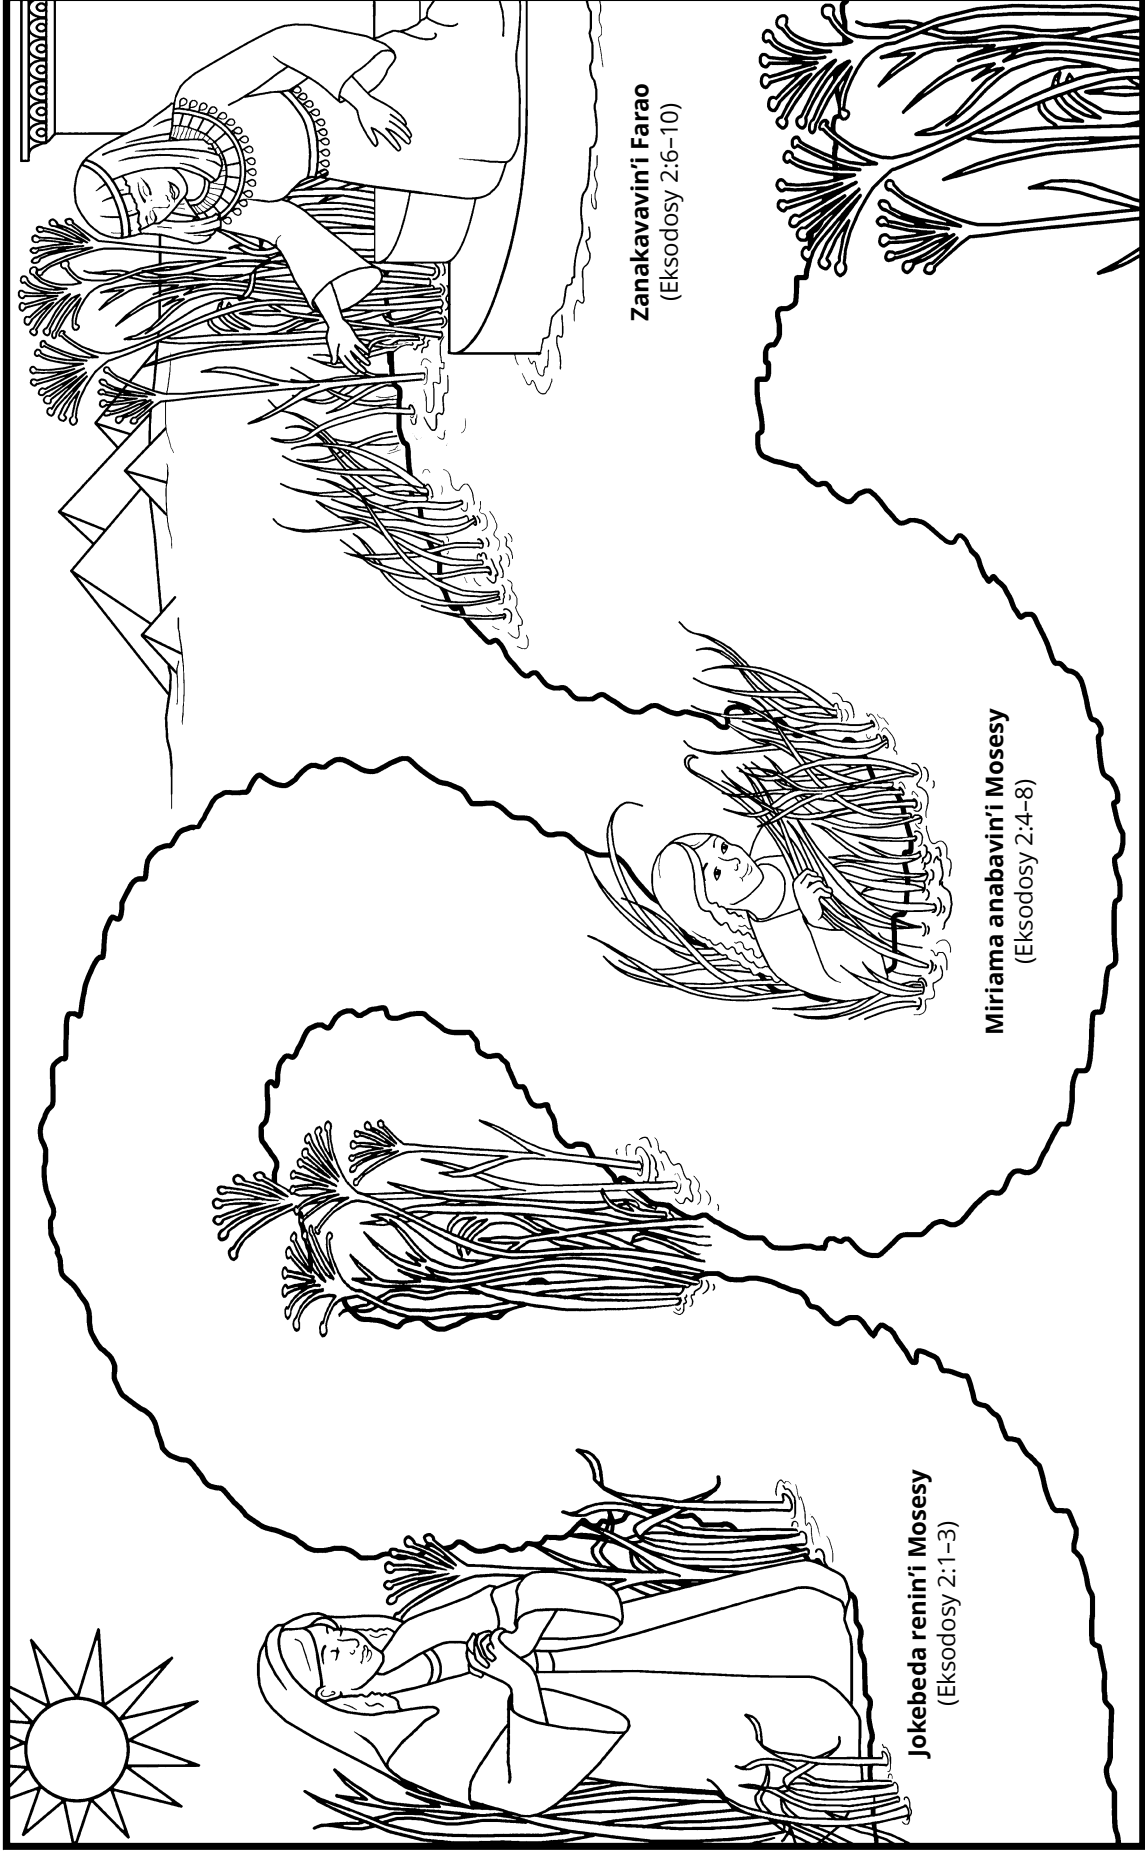 Jokebeda renin'i Mosesy
(Eksodosy 2:1–3)
Miriama anabavin'i Mosesy
(Eksodosy 2:4–8)
Zanakavavin'i Farao
(Eksodosy 2:6–10)